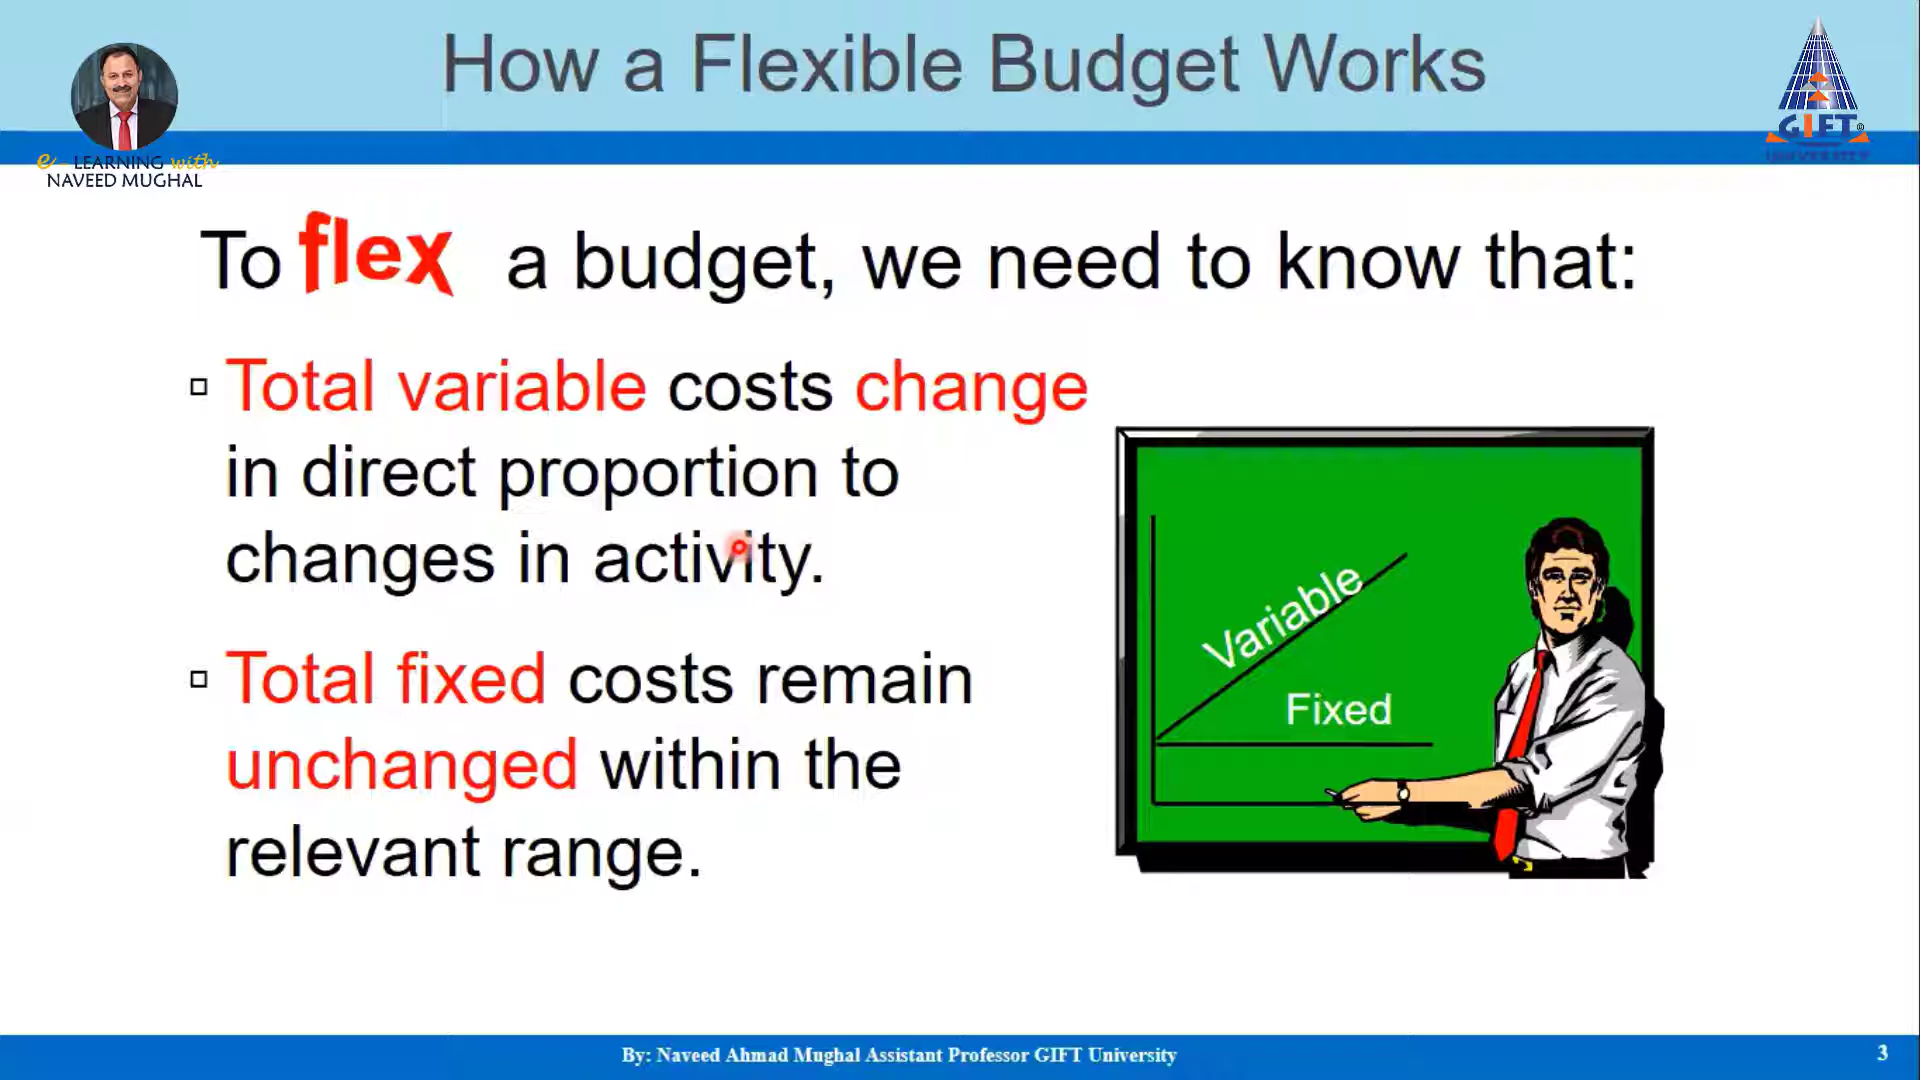 How a Flexible Budget Works
e-LEARNING with
NAVEED MUGHAL
GIFT®
UNIVERSITY
To flex a budget, we need to know that:
Total variable costs change
in direct proportion to
changes in activity.
Total fixed costs remain
unchanged within the
relevant range.
Variable
Fixed
By: Naveed Ahmad Mughal Assistant Professor GIFT University
3